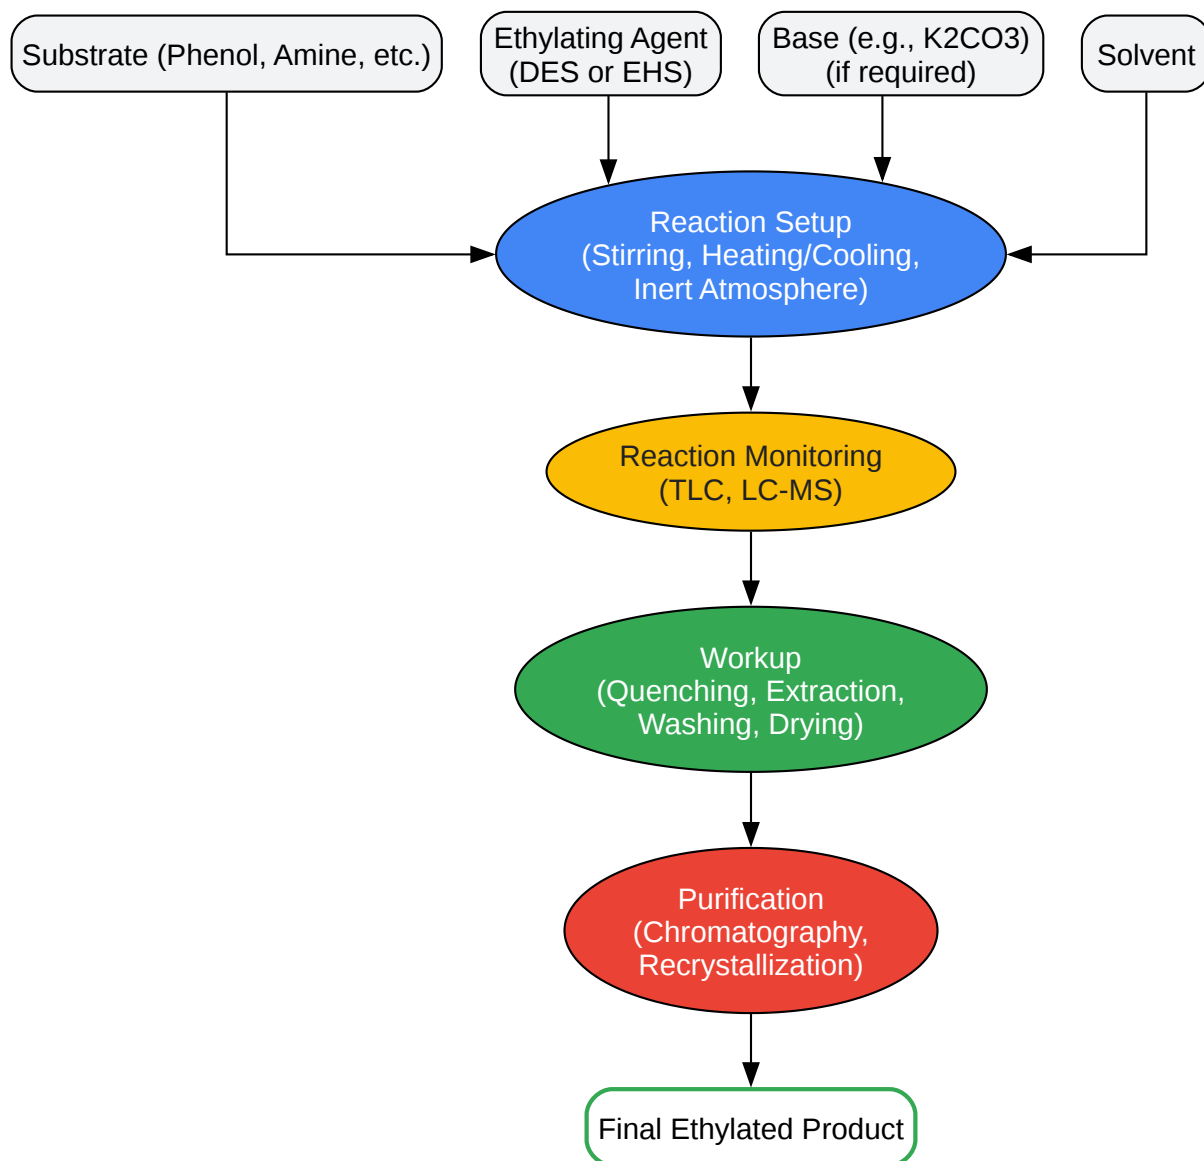 Substrate (Phenol, Amine, etc.)
Ethylating Agent
(DES or EHS)
Base (e.g., K2CO3)
(if required)
Solvent
Reaction Setup
(Stirring, Heating/Cooling,
Inert Atmosphere)
Reaction Monitoring
(TLC, LC-MS)
Workup
(Quenching, Extraction,
Washing, Drying)
Purification
(Chromatography,
Recrystallization)
Final Ethylated Product